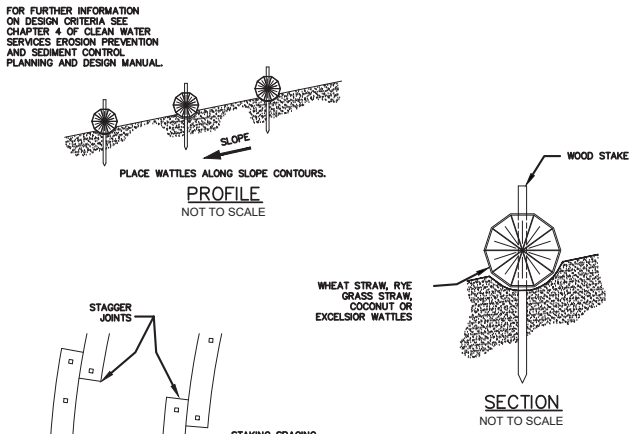 FOR FURTHER INFORMATION
ON DESIGN CRITERIA SEE
CHAPTER 4 OF CLEAN WATER
SERVICES EROSION PREVENTION
AND SEDIMENT CONTROL
PLANNING AND DESIGN MANUAL.
SLOPE
PLACE WATTLES ALONG SLOPE CONTOURS.
PROFILE
NOT TO SCALE
WOOD STAKE
WHEAT STRAW, RYE
GRASS STRAW,
COCONUT OR
EXCELSIOR WATTLES
SECTION
NOT TO SCALE
STAGGER
JOINTS
STAKING SPACING